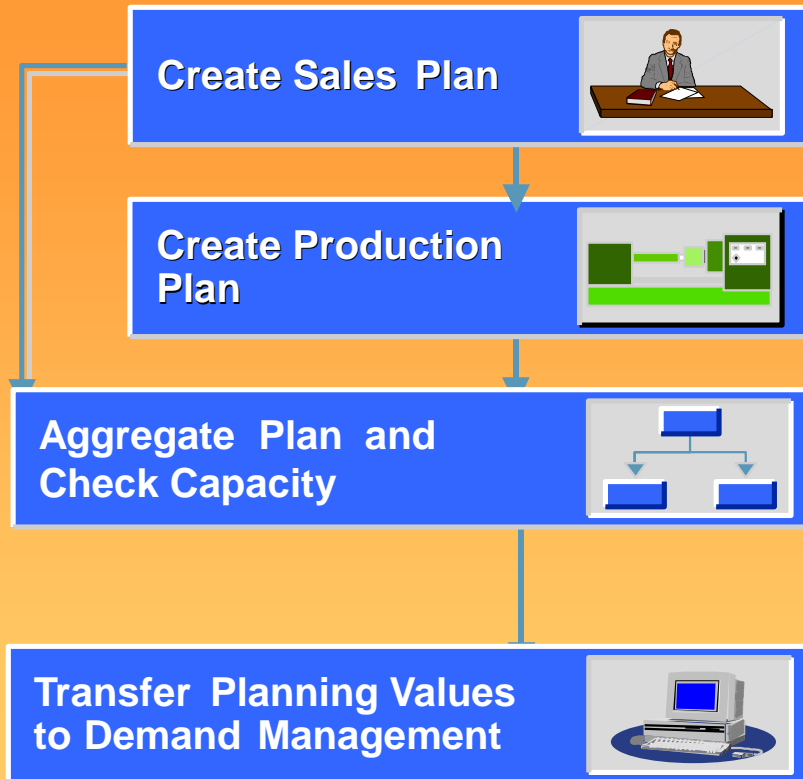 Create Sales Plan
Create Production
Plan
Aggregate Plan and
Check Capacity
Transfer Planning Values
to Demand Management